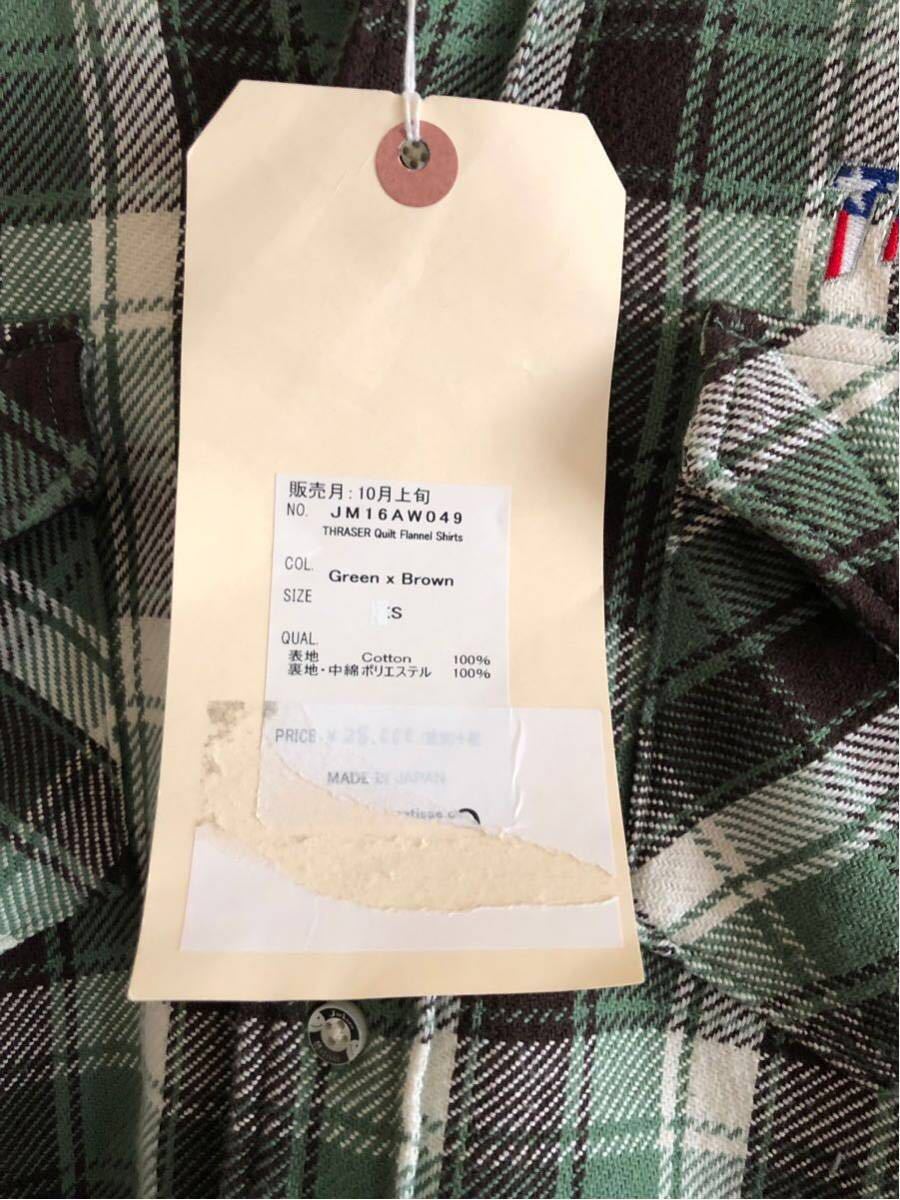 販売月：10月上旬
NO. JM16AW049
THRASER Quilt Flannel Shirts
COL. Green x Brown
SIZE S
QUAL.
表地 Cotton 100%
裏地・中綿ポリエステル 100%
PRICE ¥
MADE IN JAPAN